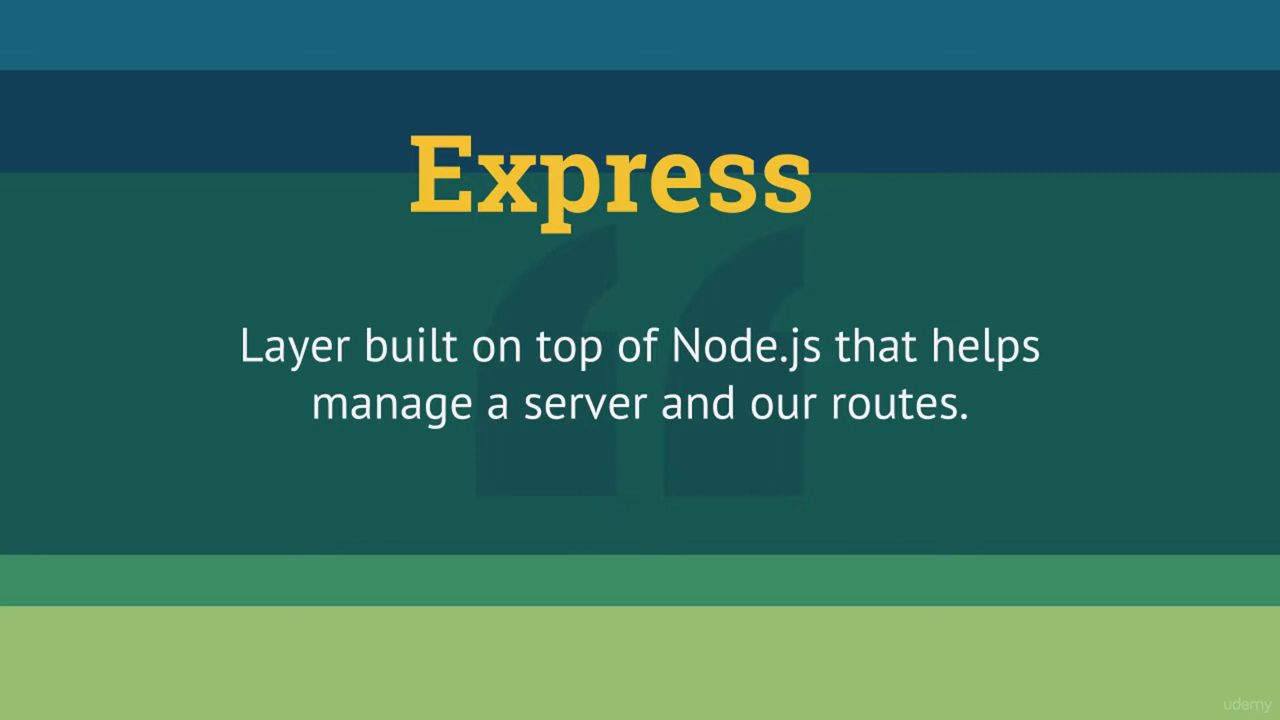 Express
Layer built on top of Node.js that helps
manage a server and our routes.
udemy